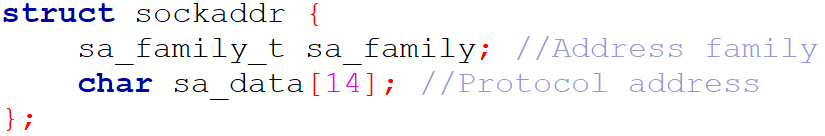 struct sockaddr {
    sa_family_t sa_family; //Address family
    char sa_data[14]; //Protocol address
};